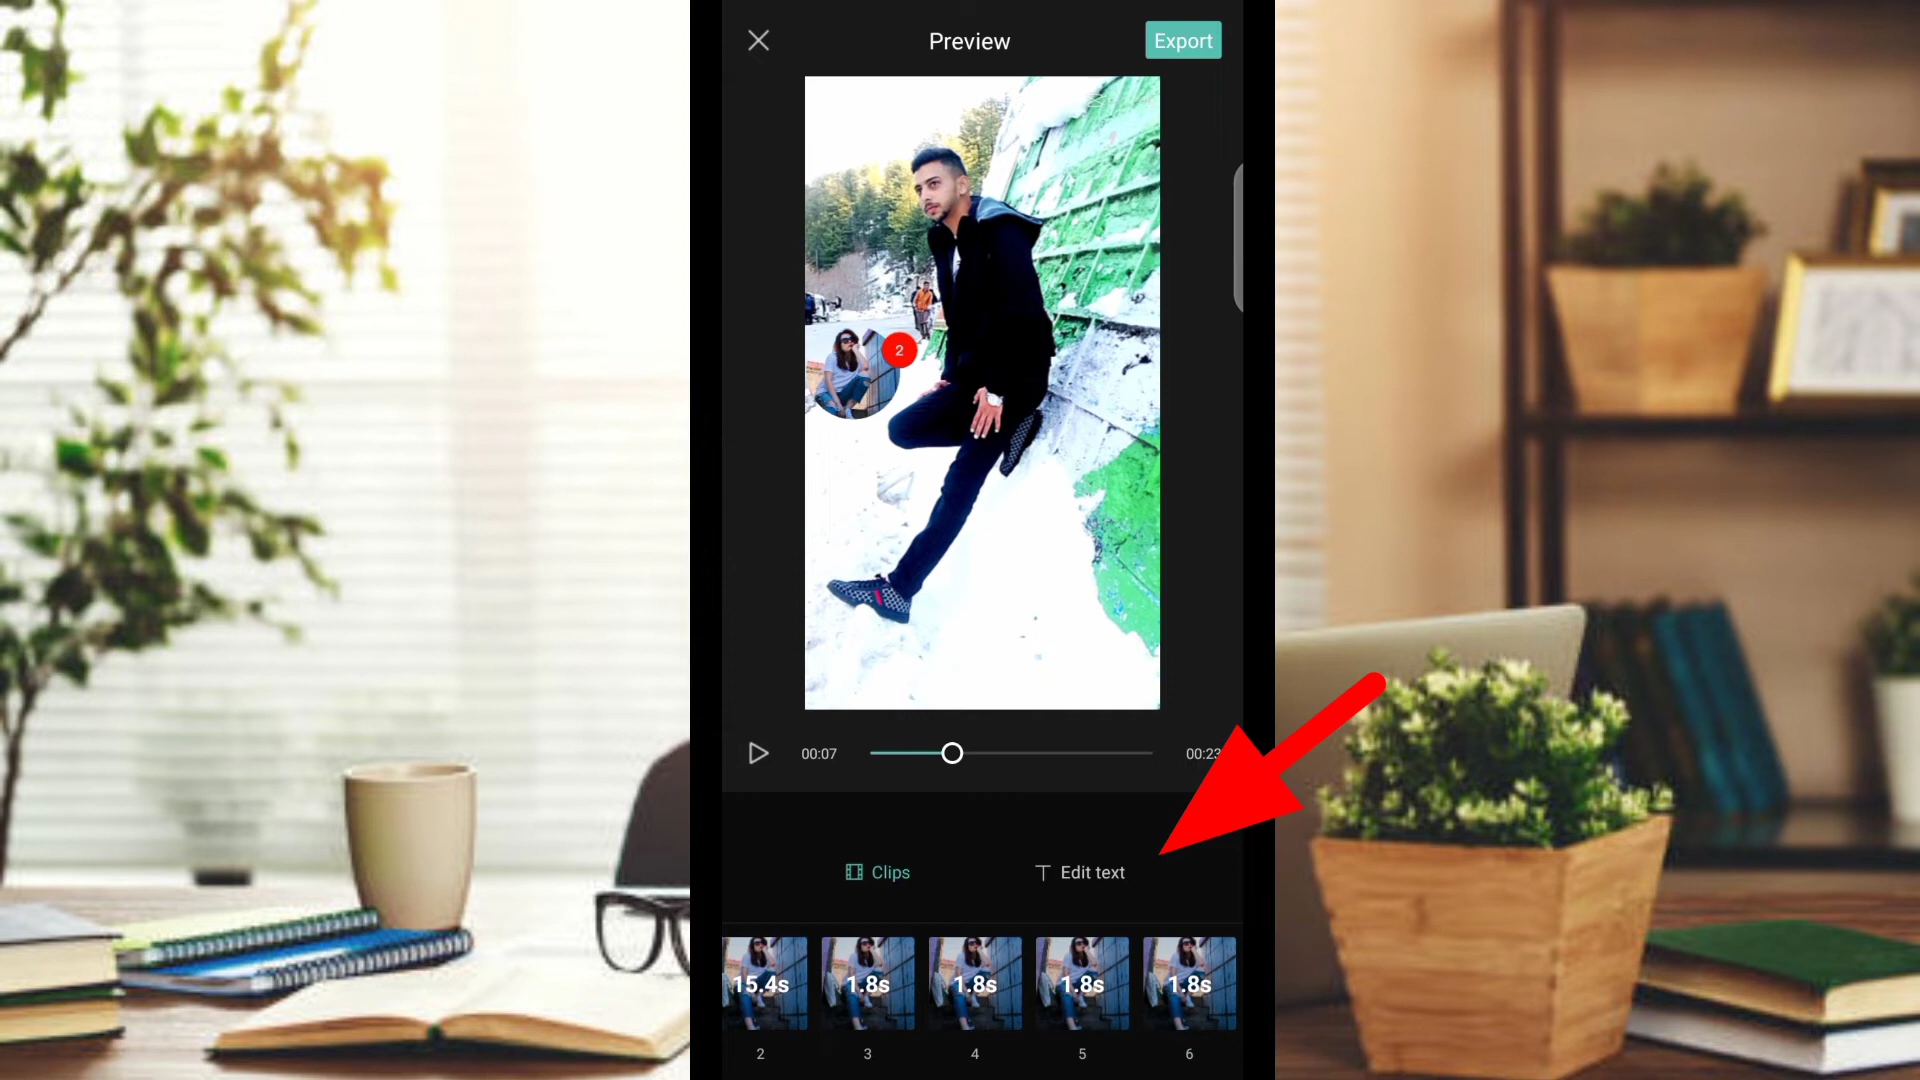 Preview
Export
2
00:07
00:23
Clips
Edit text
15.4s
1.8s
1.8s
1.8s
1.8s
2
3
4
5
6